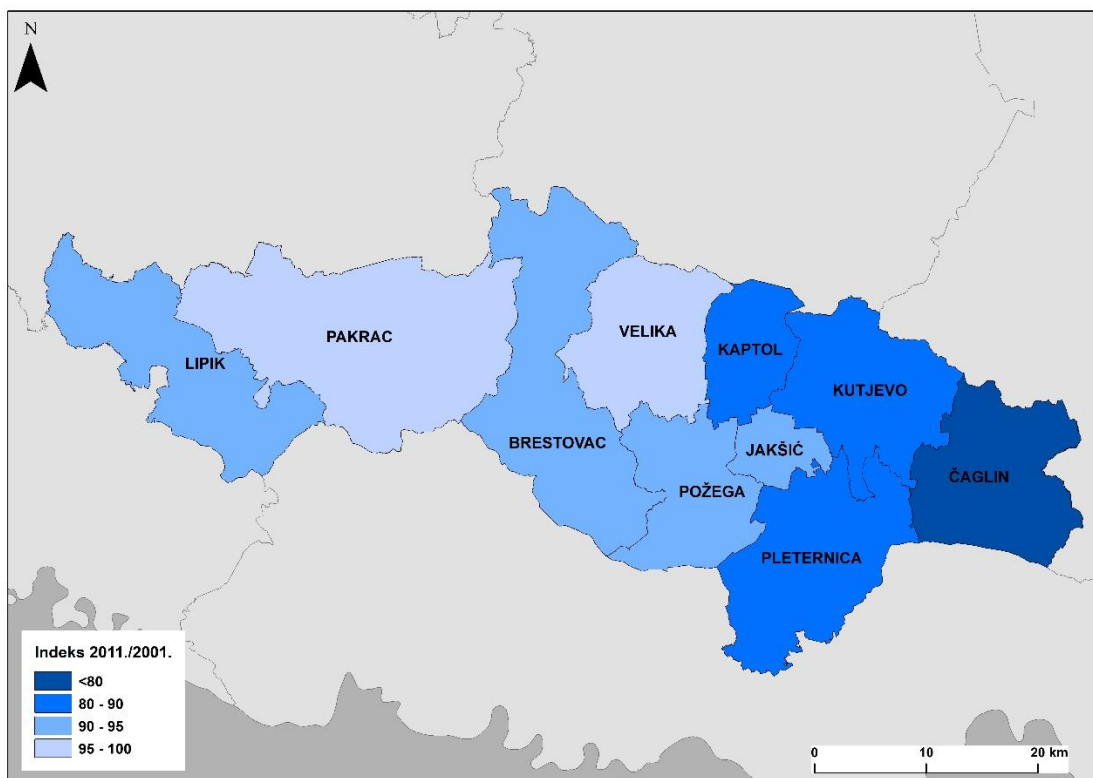 N
PAKRAC
VELIKA
KAPTOL
LIPIK
KUTJEVO
BRESTOVAC
JAKŠIĆ
POŽEGA
ČAGLIN
PLETERNICA
Indeks 2011./2001.
<80
80 - 90
90 - 95
95 - 100
0 10 20 km